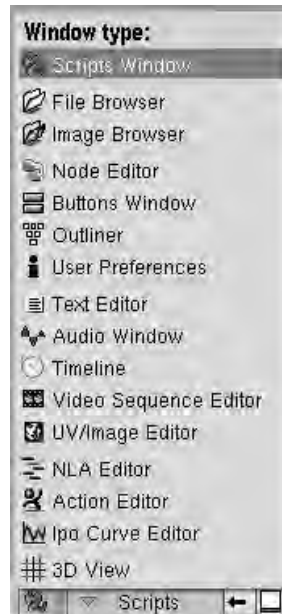 Window type:
Scripts Window
File Browser
Image Browser
Node Editor
Buttons Window
Outliner
User Preferences
Text Editor
Audio Window
Timeline
Video Sequence Editor
UV/Image Editor
NLA Editor
Action Editor
Ipo Curve Editor
3D View
Scripts